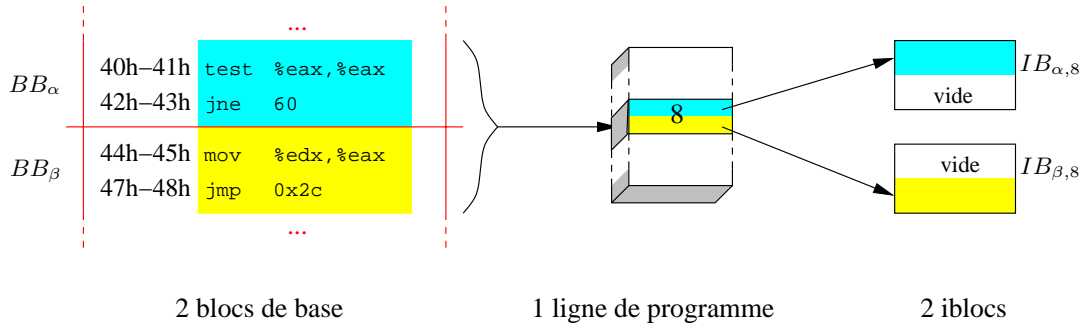 ...
BBα
40h–41h test %eax,%eax
42h–43h jne 60
BBβ
44h–45h mov %edx,%eax
47h–48h jmp 0x2c
...
8
IBα,8
vide
vide
IBβ,8
2 blocs de base
1 ligne de programme
2 iblocs